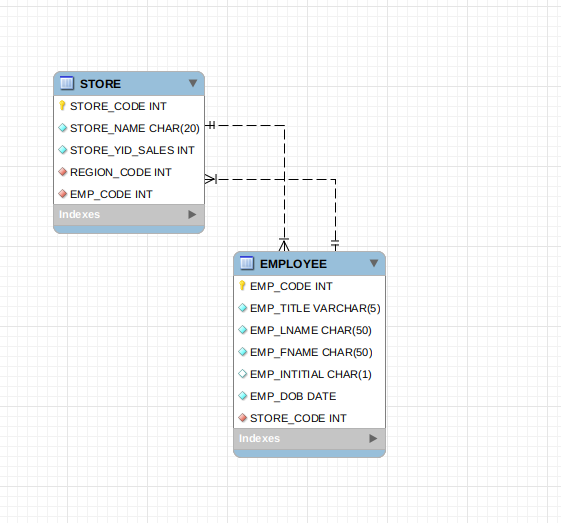 STORE
STORE_CODE INT
STORE_NAME CHAR(20)
STORE_YID_SALES INT
REGION_CODE INT
EMP_CODE INT
Indexes
EMPLOYEE
EMP_CODE INT
EMP_TITLE VARCHAR(5)
EMP_LNAME CHAR(50)
EMP_FNAME CHAR(50)
EMP_INTITIAL CHAR(1)
EMP_DOB DATE
STORE_CODE INT
Indexes